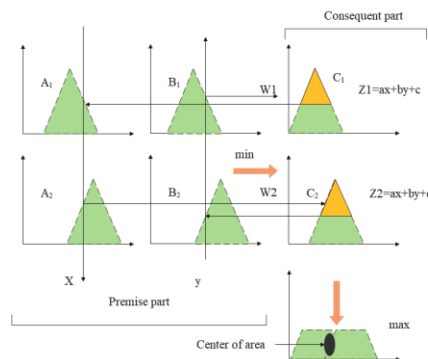 Consequent part
A1
B1
W1
C1
Z1=ax+by+c
min
A2
B2
W2
C2
Z2=ax+by+c
X
y
Premise part
max
Center of area